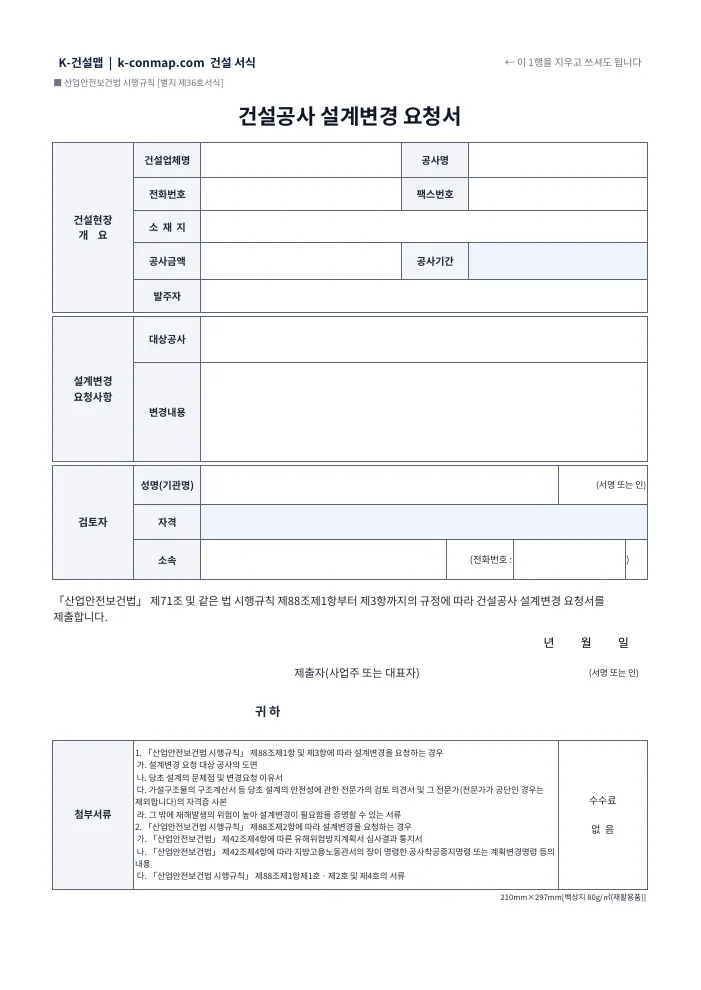 K-건설맵 | k-conmap.com 건설 서식
← 이 1행을 지우고 쓰셔도 됩니다
■ 산업안전보건법 시행규칙 [별지 제36호서식]
건설공사 설계변경 요청서
건설현장
개 요
건설업체명
공사명
전화번호
팩스번호
소 재 지
공사금액
공사기간
발주자
설계변경
요청사항
대상공사
변경내용
검토자
성명(기관명)
(서명 또는 인)
자격
소속
(전화번호 :
)
「산업안전보건법」 제71조 및 같은 법 시행규칙 제88조제1항부터 제3항까지의 규정에 따라 건설공사 설계변경 요청서를
제출합니다.
년 월 일
제출자(사업주 또는 대표자)
(서명 또는 인)
귀 하
첨부서류
1. 「산업안전보건법 시행규칙」 제88조제1항 및 제3항에 따라 설계변경을 요청하는 경우
가. 설계변경 요청 대상 공사의 도면
나. 당초 설계의 문제점 및 변경요청 이유서
다. 가설구조물의 구조계산서 등 당초 설계의 안전성에 관한 전문가의 검토 의견서 및 그 전문가(전문가가 공단인 경우는
제외합니다)의 자격증 사본
라. 그 밖에 재해발생의 위험이 높아 설계변경이 필요함을 증명할 수 있는 서류
2. 「산업안전보건법 시행규칙」 제88조제2항에 따라 설계변경을 요청하는 경우
가. 「산업안전보건법」 제42조제4항에 따른 유해위험방지계획서 심사결과 통지서
나. 「산업안전보건법」 제42조제4항에 따라 지방고용노동관서의 장이 명령한 공사착공중지명령 또는 계획변경명령 등의
내용
다. 「산업안전보건법 시행규칙」 제88조제1항제1호ㆍ제2호 및 제4호의 서류
수수료
없 음
210mm×297mm[백상지 80g/㎡(재활용품)]